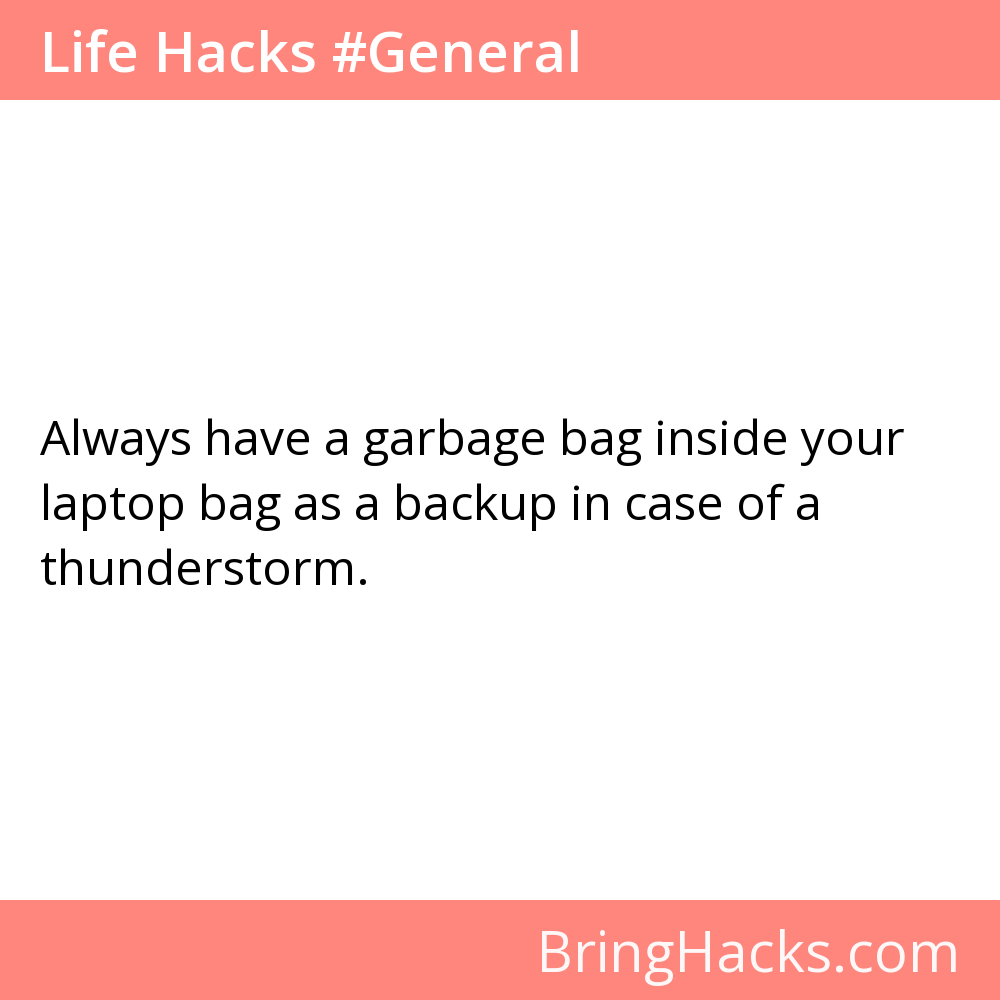 Life Hacks #General
Always have a garbage bag inside your
laptop bag as a backup in case of a
thunderstorm.
BringHacks.com